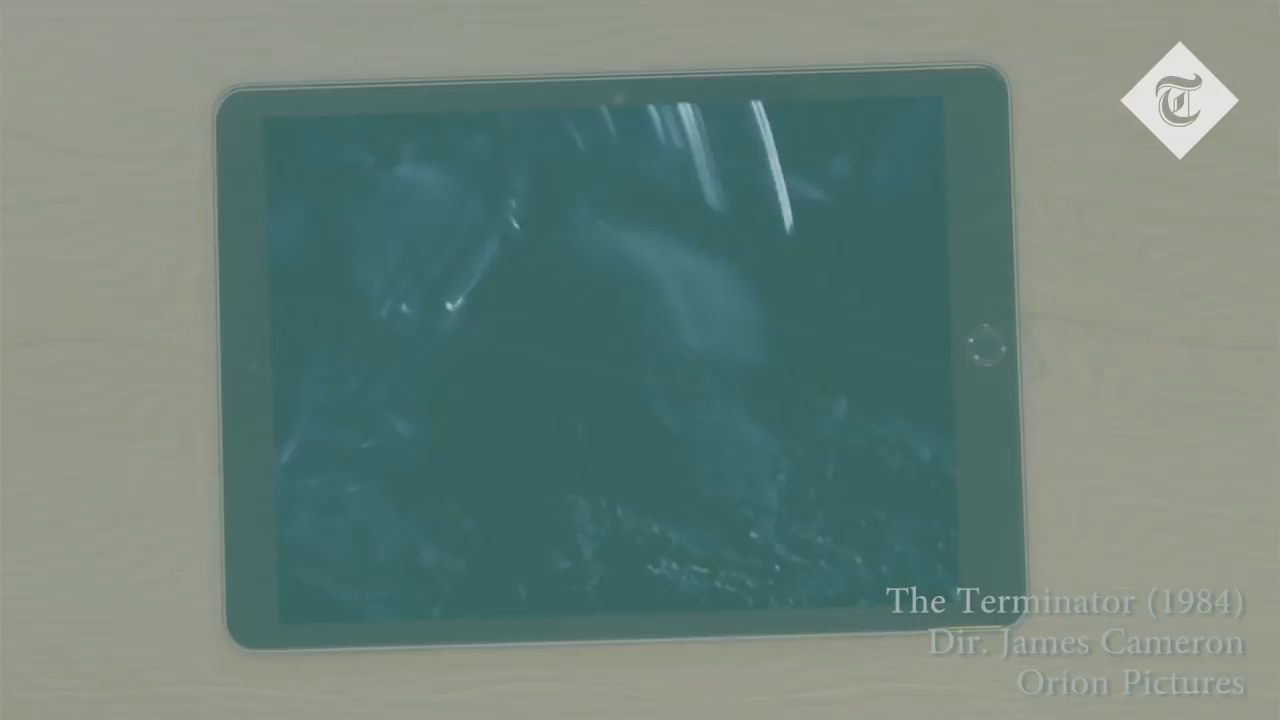 T
The Terminator (1984)
Dir. James Cameron
Orion Pictures